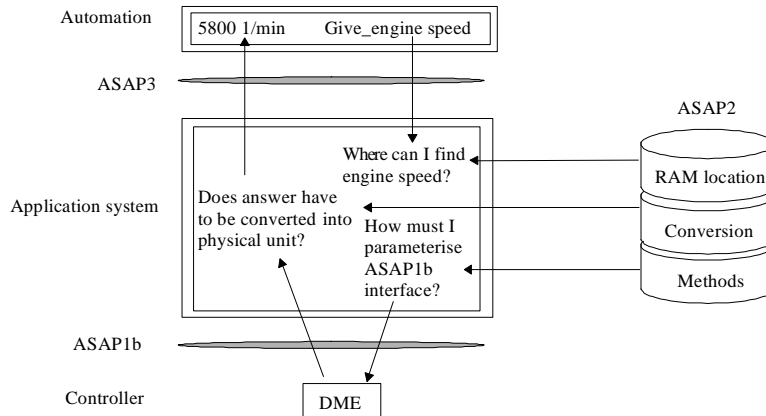 Automation
5800 1/min
Give_engine speed
ASAP3
ASAP2
Where can I find
engine speed?
RAM location
Does answer have
to be converted into
physical unit?
Application system
How must I
parameterise
ASAP1b
interface?
Conversion
Methods
ASAP1b
Controller
DME